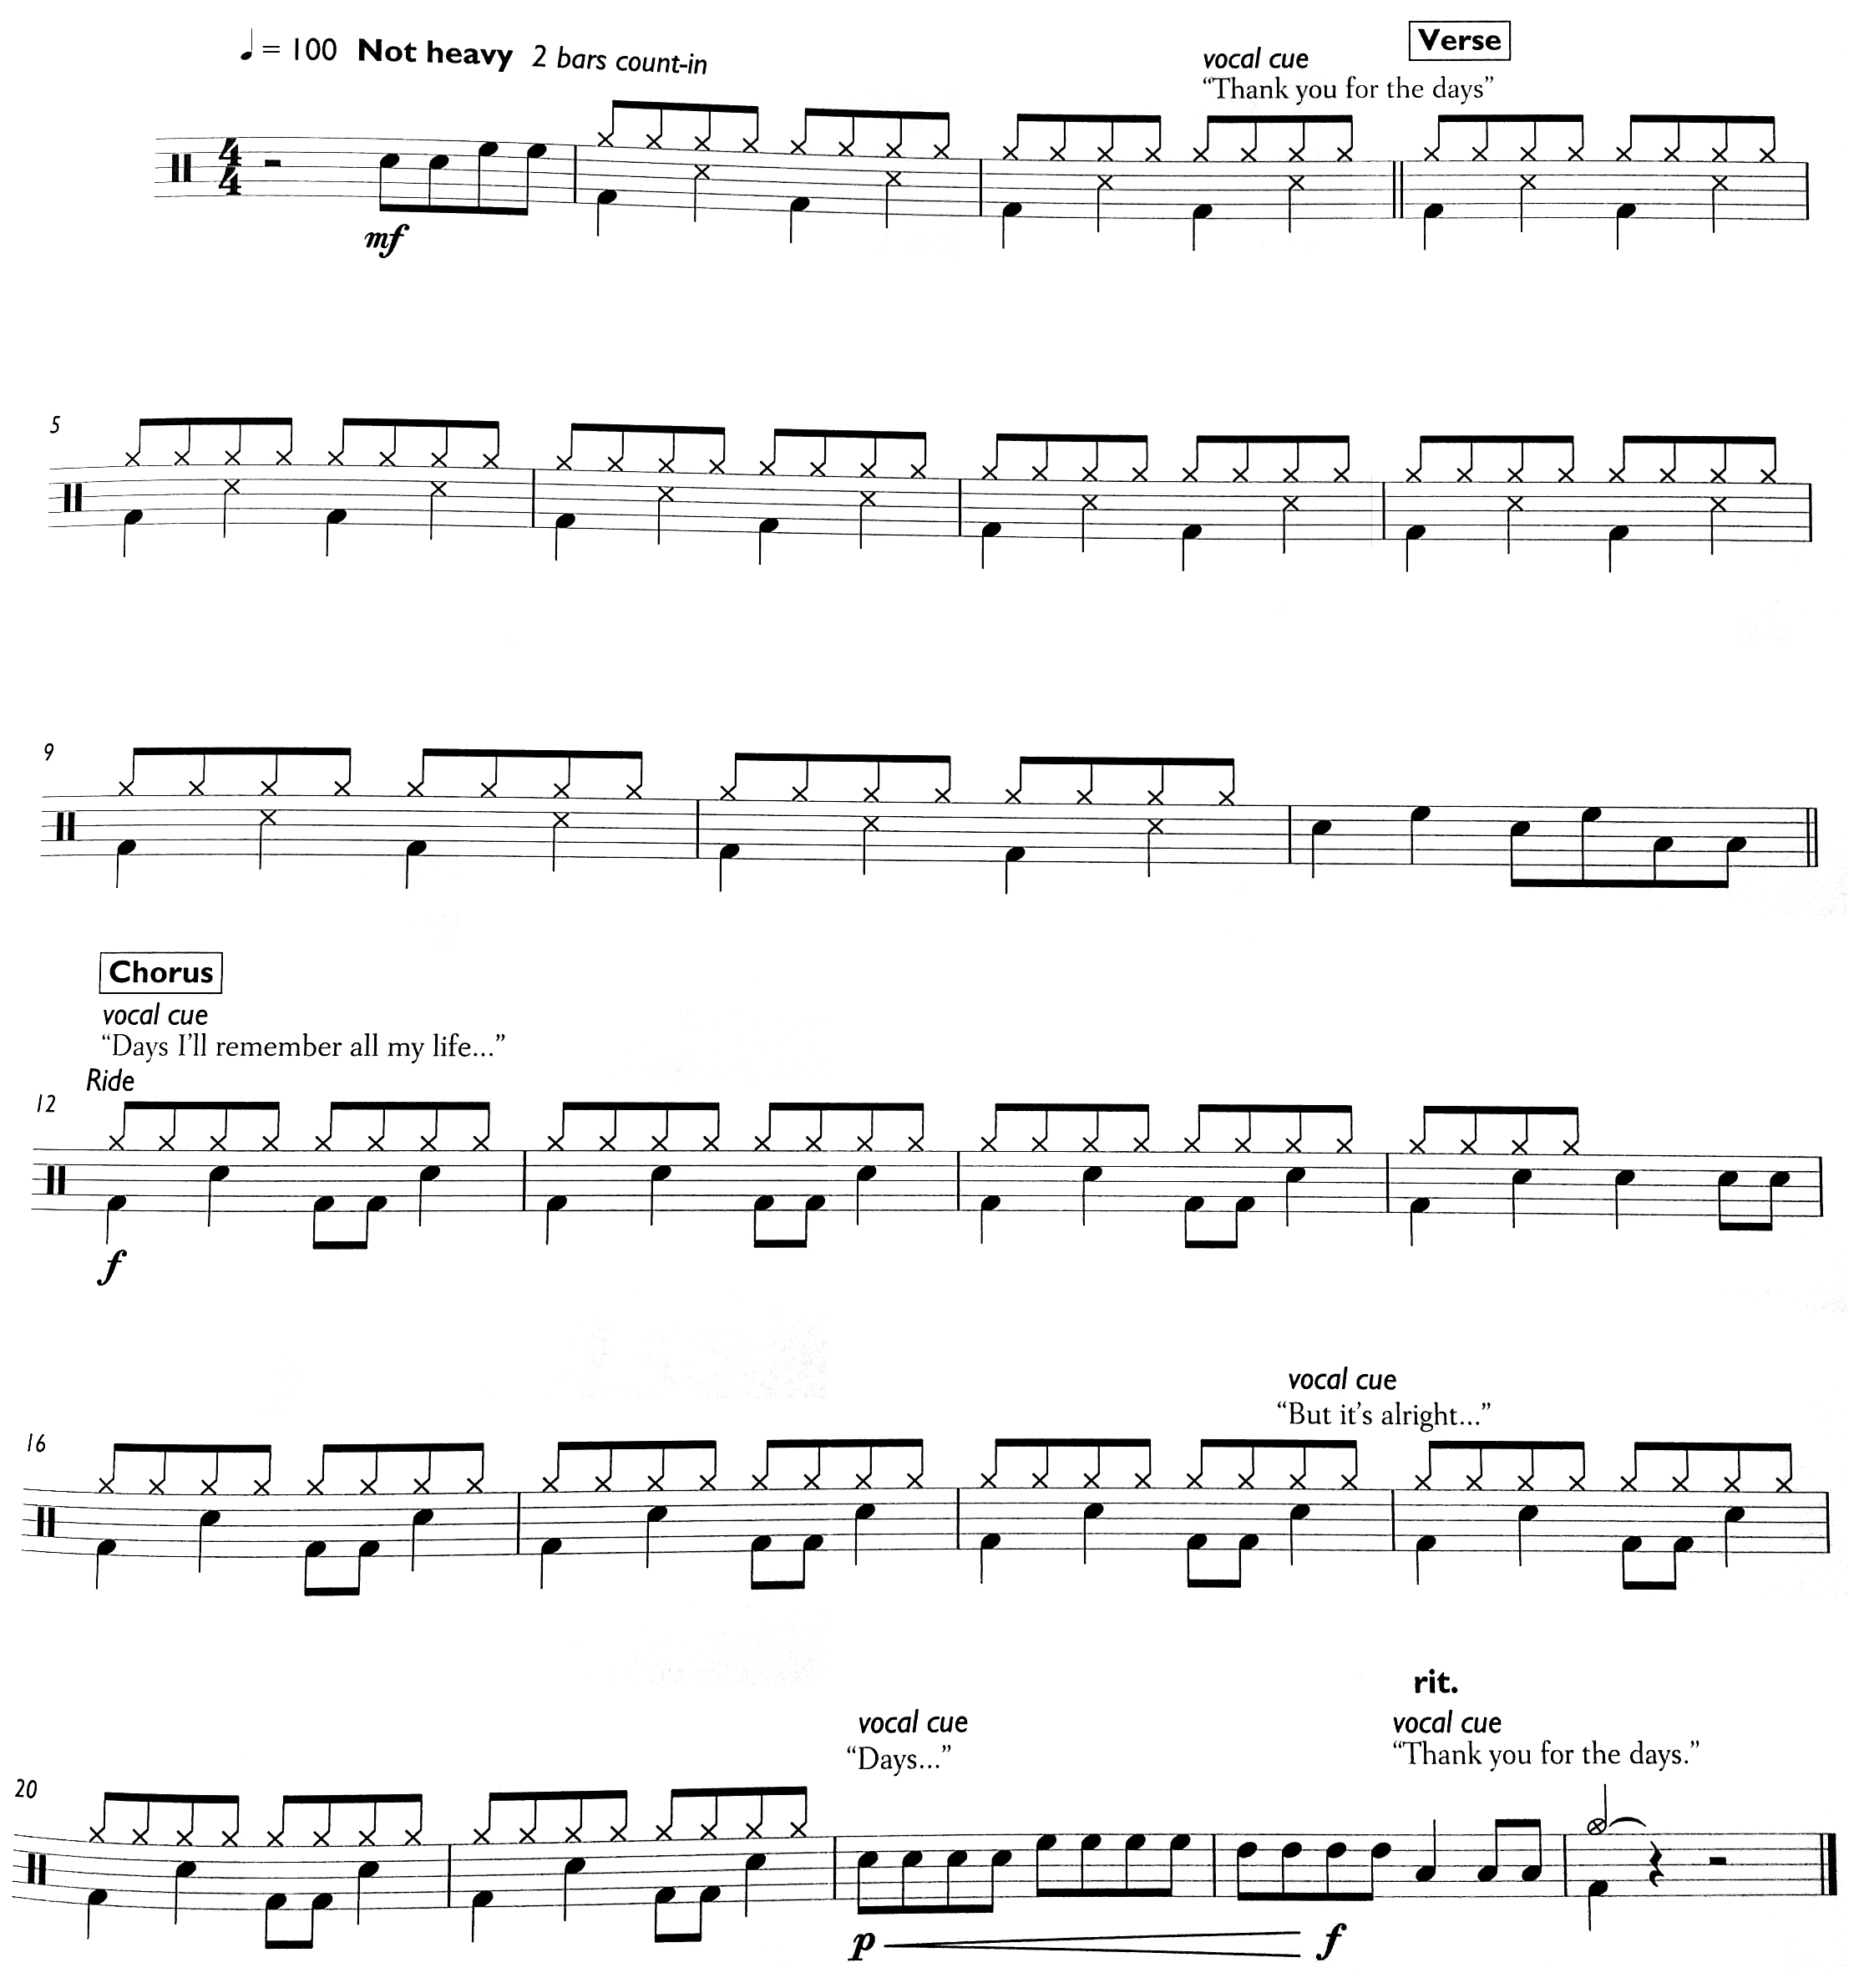 ♩ = 100 Not heavy 2 bars count-in
vocal cue
“Thank you for the days”
Verse
4
4
mf
5
9
Chorus
vocal cue
“Days I’ll remember all my life...”
Ride
12
f
vocal cue
“But it’s alright...”
16
rit.
vocal cue
“Days...”
vocal cue
“Thank you for the days.”
20
p f